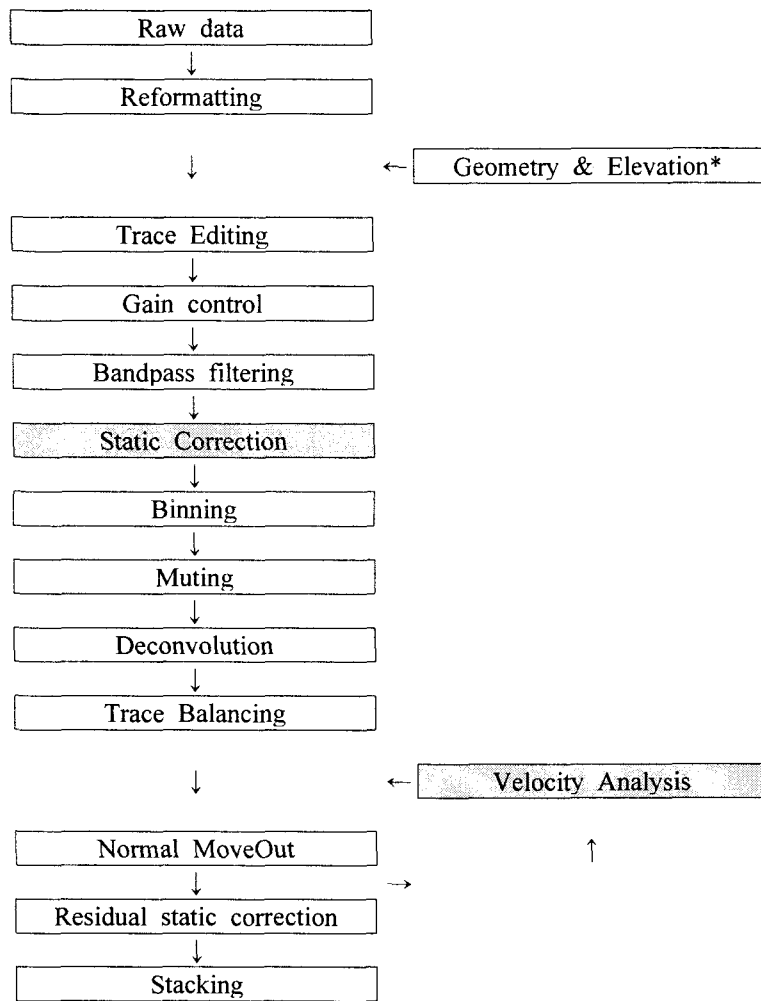 Raw data
↓
Reformatting
↓ ← Geometry & Elevation*
Trace Editing
↓
Gain control
↓
Bandpass filtering
↓
Static Correction
↓
Binning
↓
Muting
↓
Deconvolution
↓
Trace Balancing
↓ ← Velocity Analysis
Normal MoveOut ↑
↓ →
Residual static correction
↓
Stacking